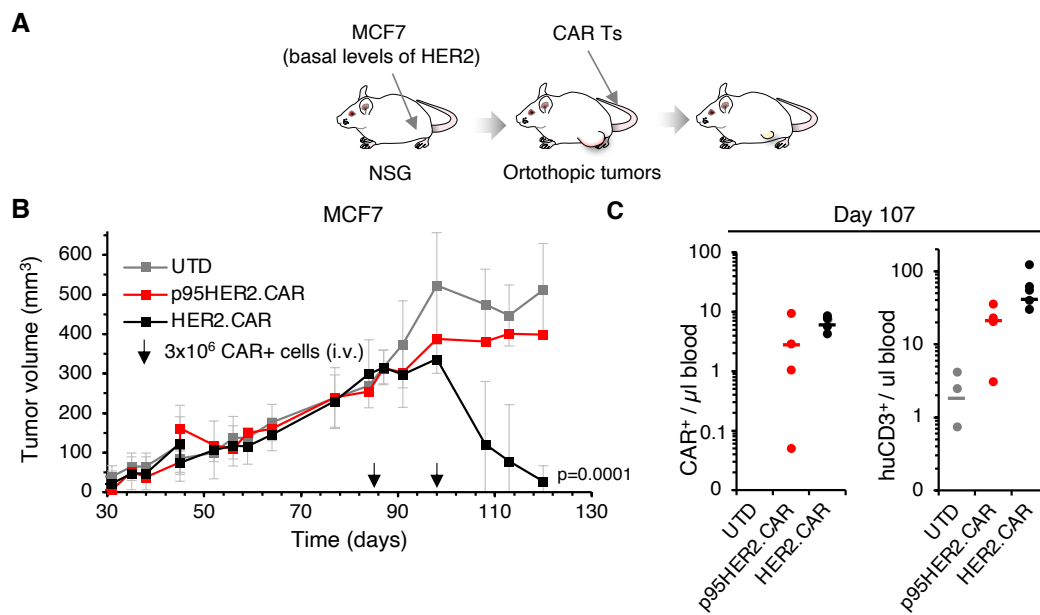 A
MCF7
(basal levels of HER2)
CAR Ts
NSG
Ortothopic tumors
B
MCF7
Tumor volume (mm³)
600
500
400
300
200
100
0
UTD
p95HER2.CAR
HER2.CAR
3x10⁶ CAR+ cells (i.v.)
p=0.0001
30
50
70
90
110
130
Time (days)
C
Day 107
CAR⁺ / µl blood
100
10
1
0.1
0
UTD
p95HER2.CAR
HER2.CAR
huCD3⁺ / ul blood
100
10
1
0
UTD
p95HER2.CAR
HER2.CAR